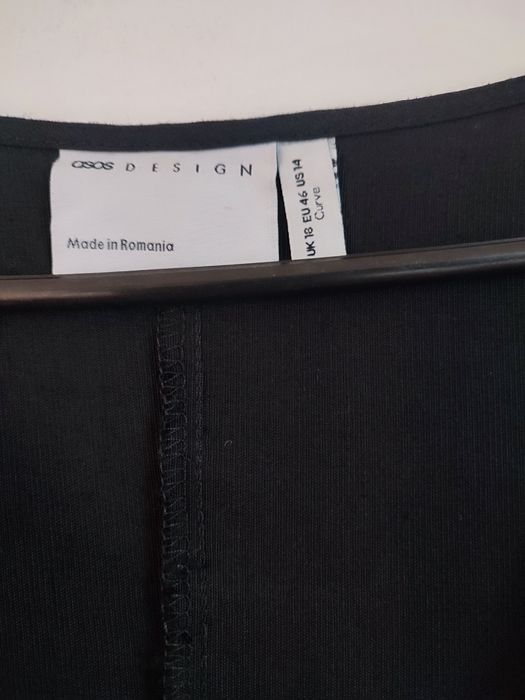 asos DESIGN
Made in Romania
UK 18 EU 46 US 14
Curve